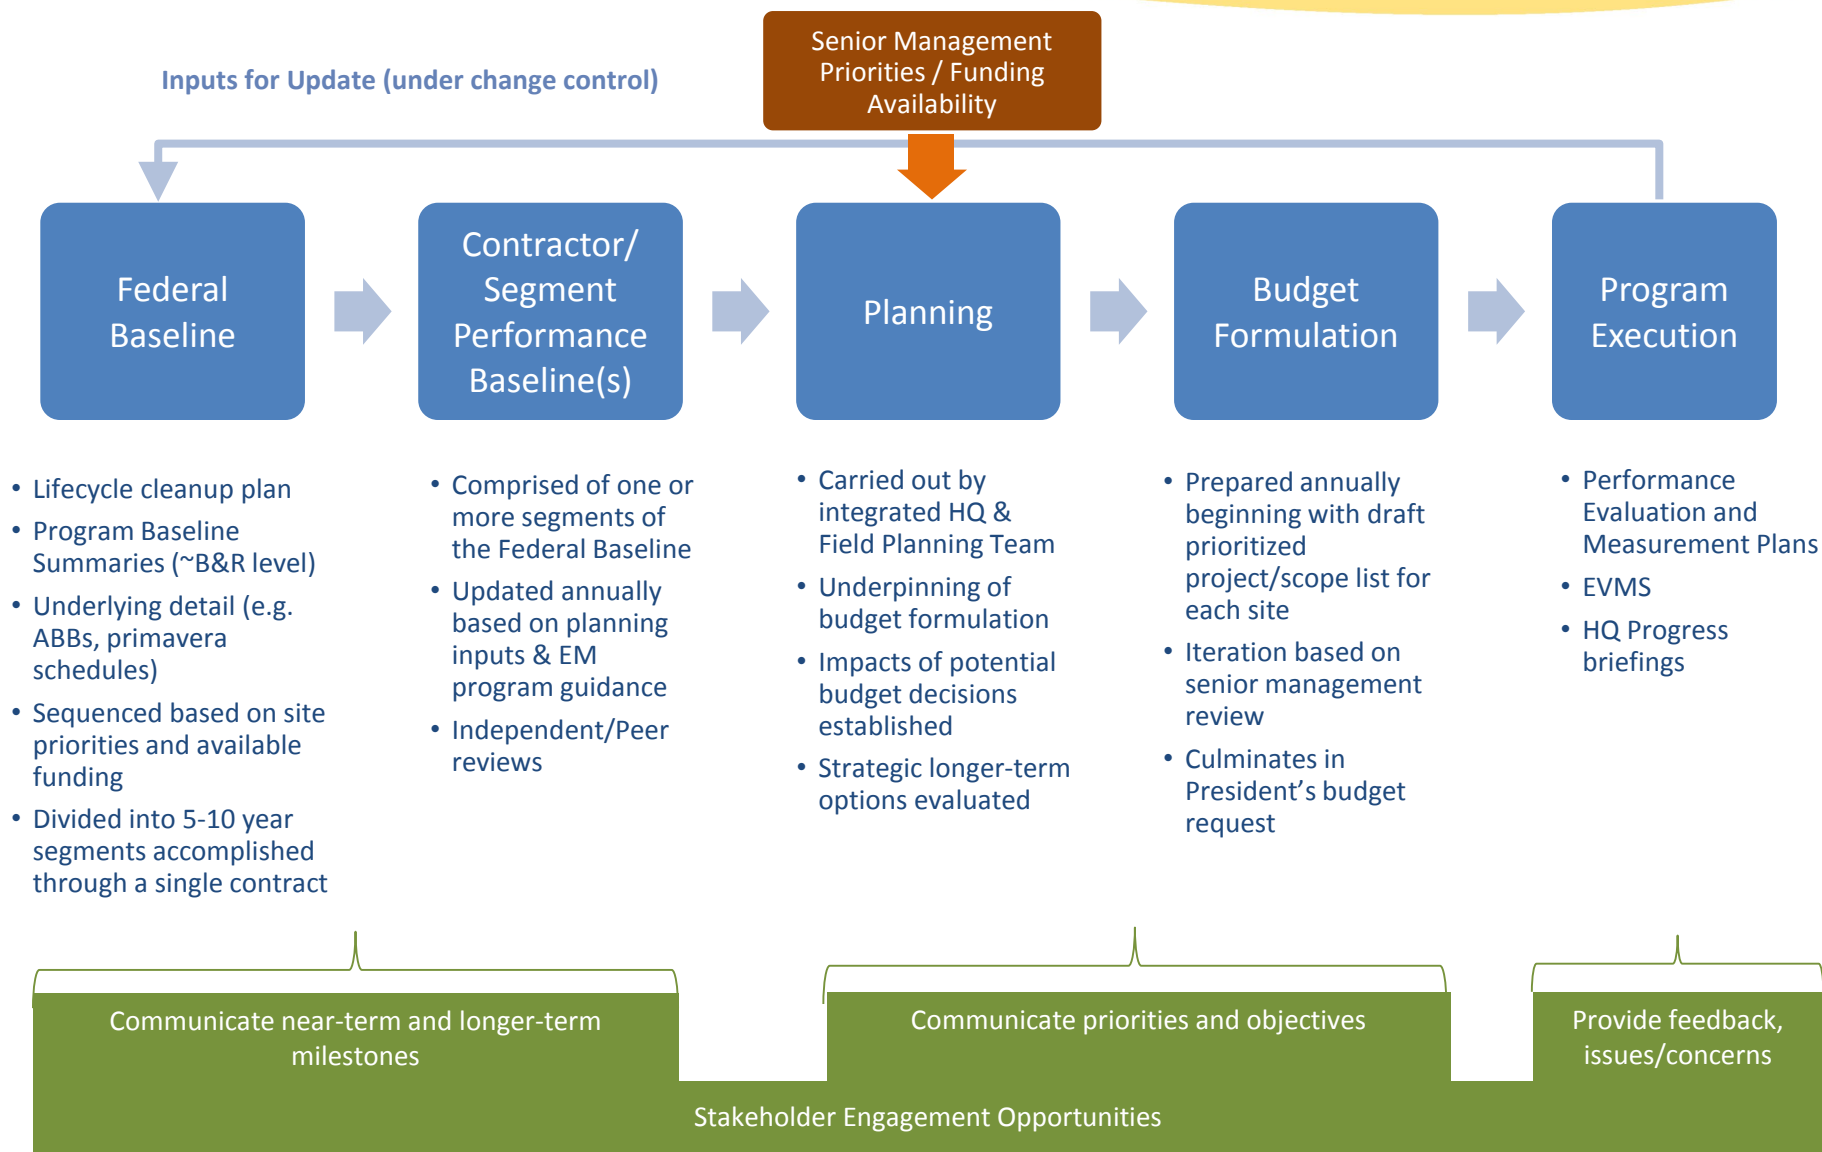 Senior Management
Priorities / Funding
Availability
Inputs for Update (under change control)
Federal
Baseline
Contractor/
Segment
Performance
Baseline(s)
Planning
Budget
Formulation
Program
Execution
• Lifecycle cleanup plan
• Program Baseline
Summaries (~B&R level)
• Underlying detail (e.g.
ABBs, primavera
schedules)
• Sequenced based on site
priorities and available
funding
• Divided into 5-10 year
segments accomplished
through a single contract
• Comprised of one or
more segments of
the Federal Baseline
• Updated annually
based on planning
inputs & EM
program guidance
• Independent/Peer
reviews
• Carried out by
integrated HQ &
Field Planning Team
• Underpinning of
budget formulation
• Impacts of potential
budget decisions
established
• Strategic longer-term
options evaluated
• Prepared annually
beginning with draft
prioritized
project/scope list for
each site
• Iteration based on
senior management
review
• Culminates in
President’s budget
request
• Performance
Evaluation and
Measurement Plans
• EVMS
• HQ Progress
briefings
Communicate near-term and longer-term
milestones
Communicate priorities and objectives
Provide feedback,
issues/concerns
Stakeholder Engagement Opportunities